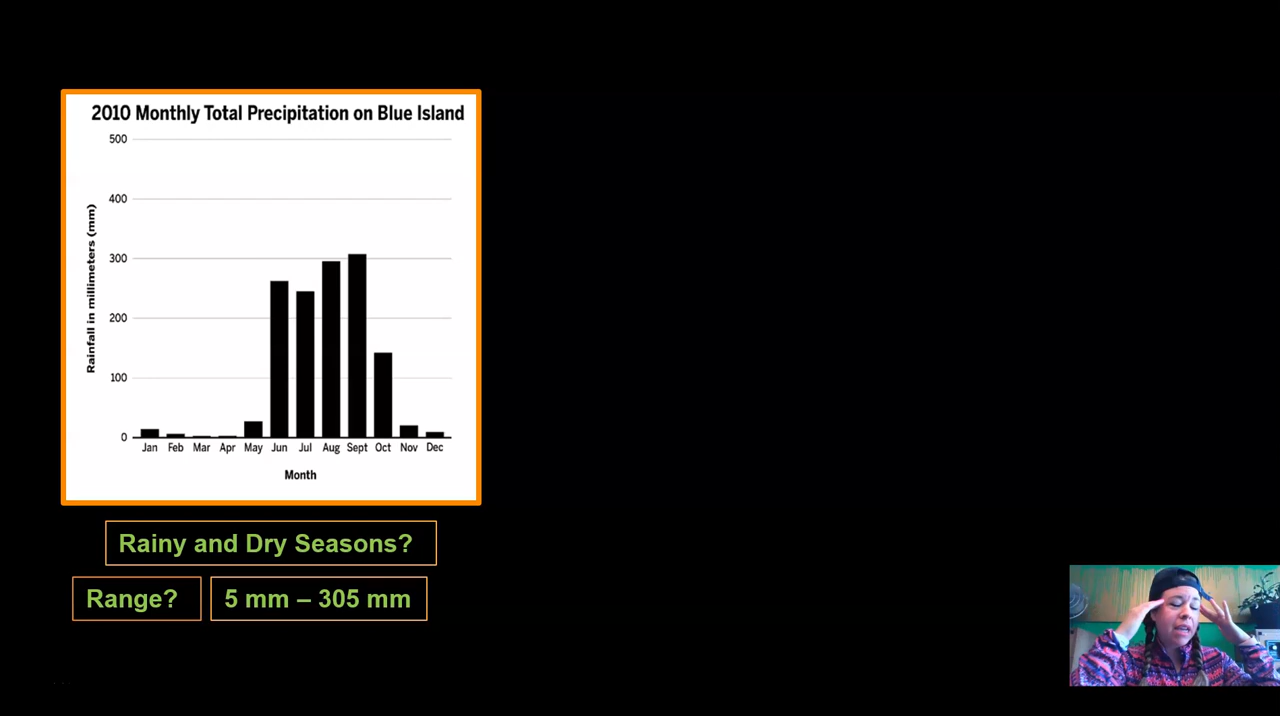 2010 Monthly Total Precipitation on Blue Island
500
400
300
200
100
0
Rainfall in millimeters (mm)
Jan Feb Mar Apr May Jun Jul Aug Sept Oct Nov Dec
Month
Rainy and Dry Seasons?
Range? 5 mm – 305 mm